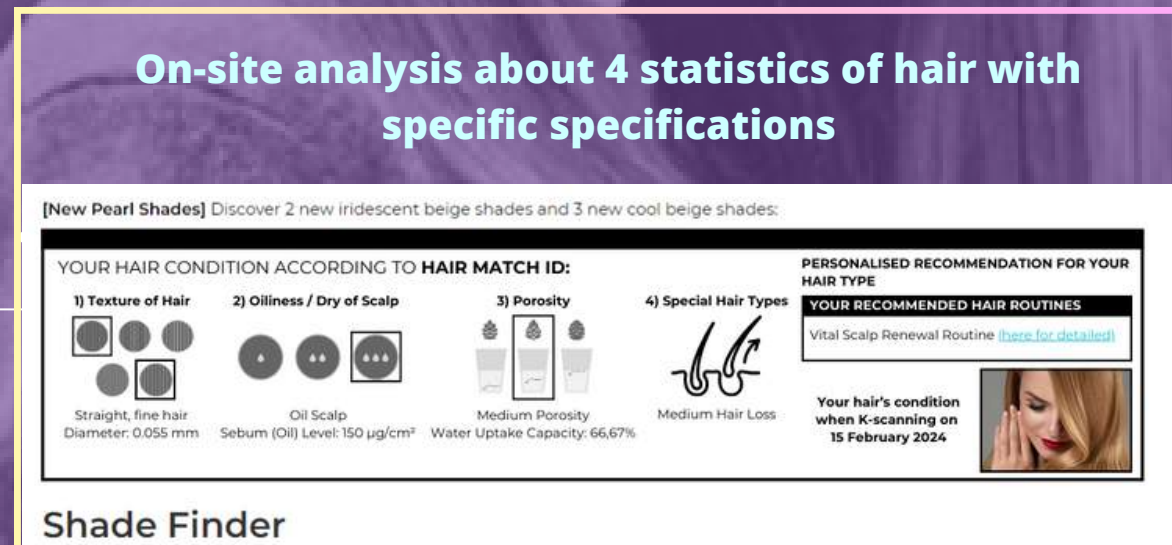 On-site analysis about 4 statistics of hair with
specific specifications
[New Pearl Shades] Discover 2 new iridescent beige shades and 3 new cool beige shades:
YOUR HAIR CONDITION ACCORDING TO HAIR MATCH ID:
1) Texture of Hair
Straight, fine hair
Diameter: 0.055 mm
2) Oiliness / Dry of Scalp
Oil Scalp
Sebum (Oil) Level: 150 µg/cm²
3) Porosity
Medium Porosity
Water Uptake Capacity: 66,67%
4) Special Hair Types
Medium Hair Loss
PERSONALISED RECOMMENDATION FOR YOUR
HAIR TYPE
YOUR RECOMMENDED HAIR ROUTINES
Vital Scalp Renewal Routine (here for detailed)
Your hair's condition
when K-scanning on
15 February 2024
Shade Finder